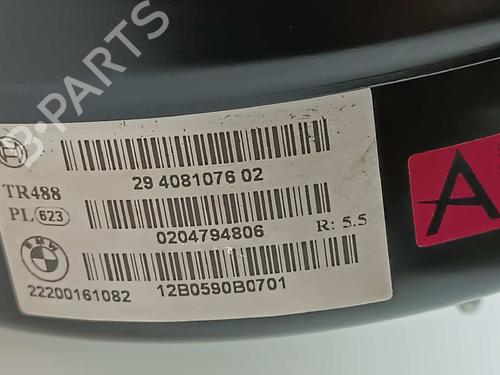 B-PARTS
TR488
29 4081076 02
PL 623
0204794806
R: 5.5
BMW
22200161082
12B0590B0701
A